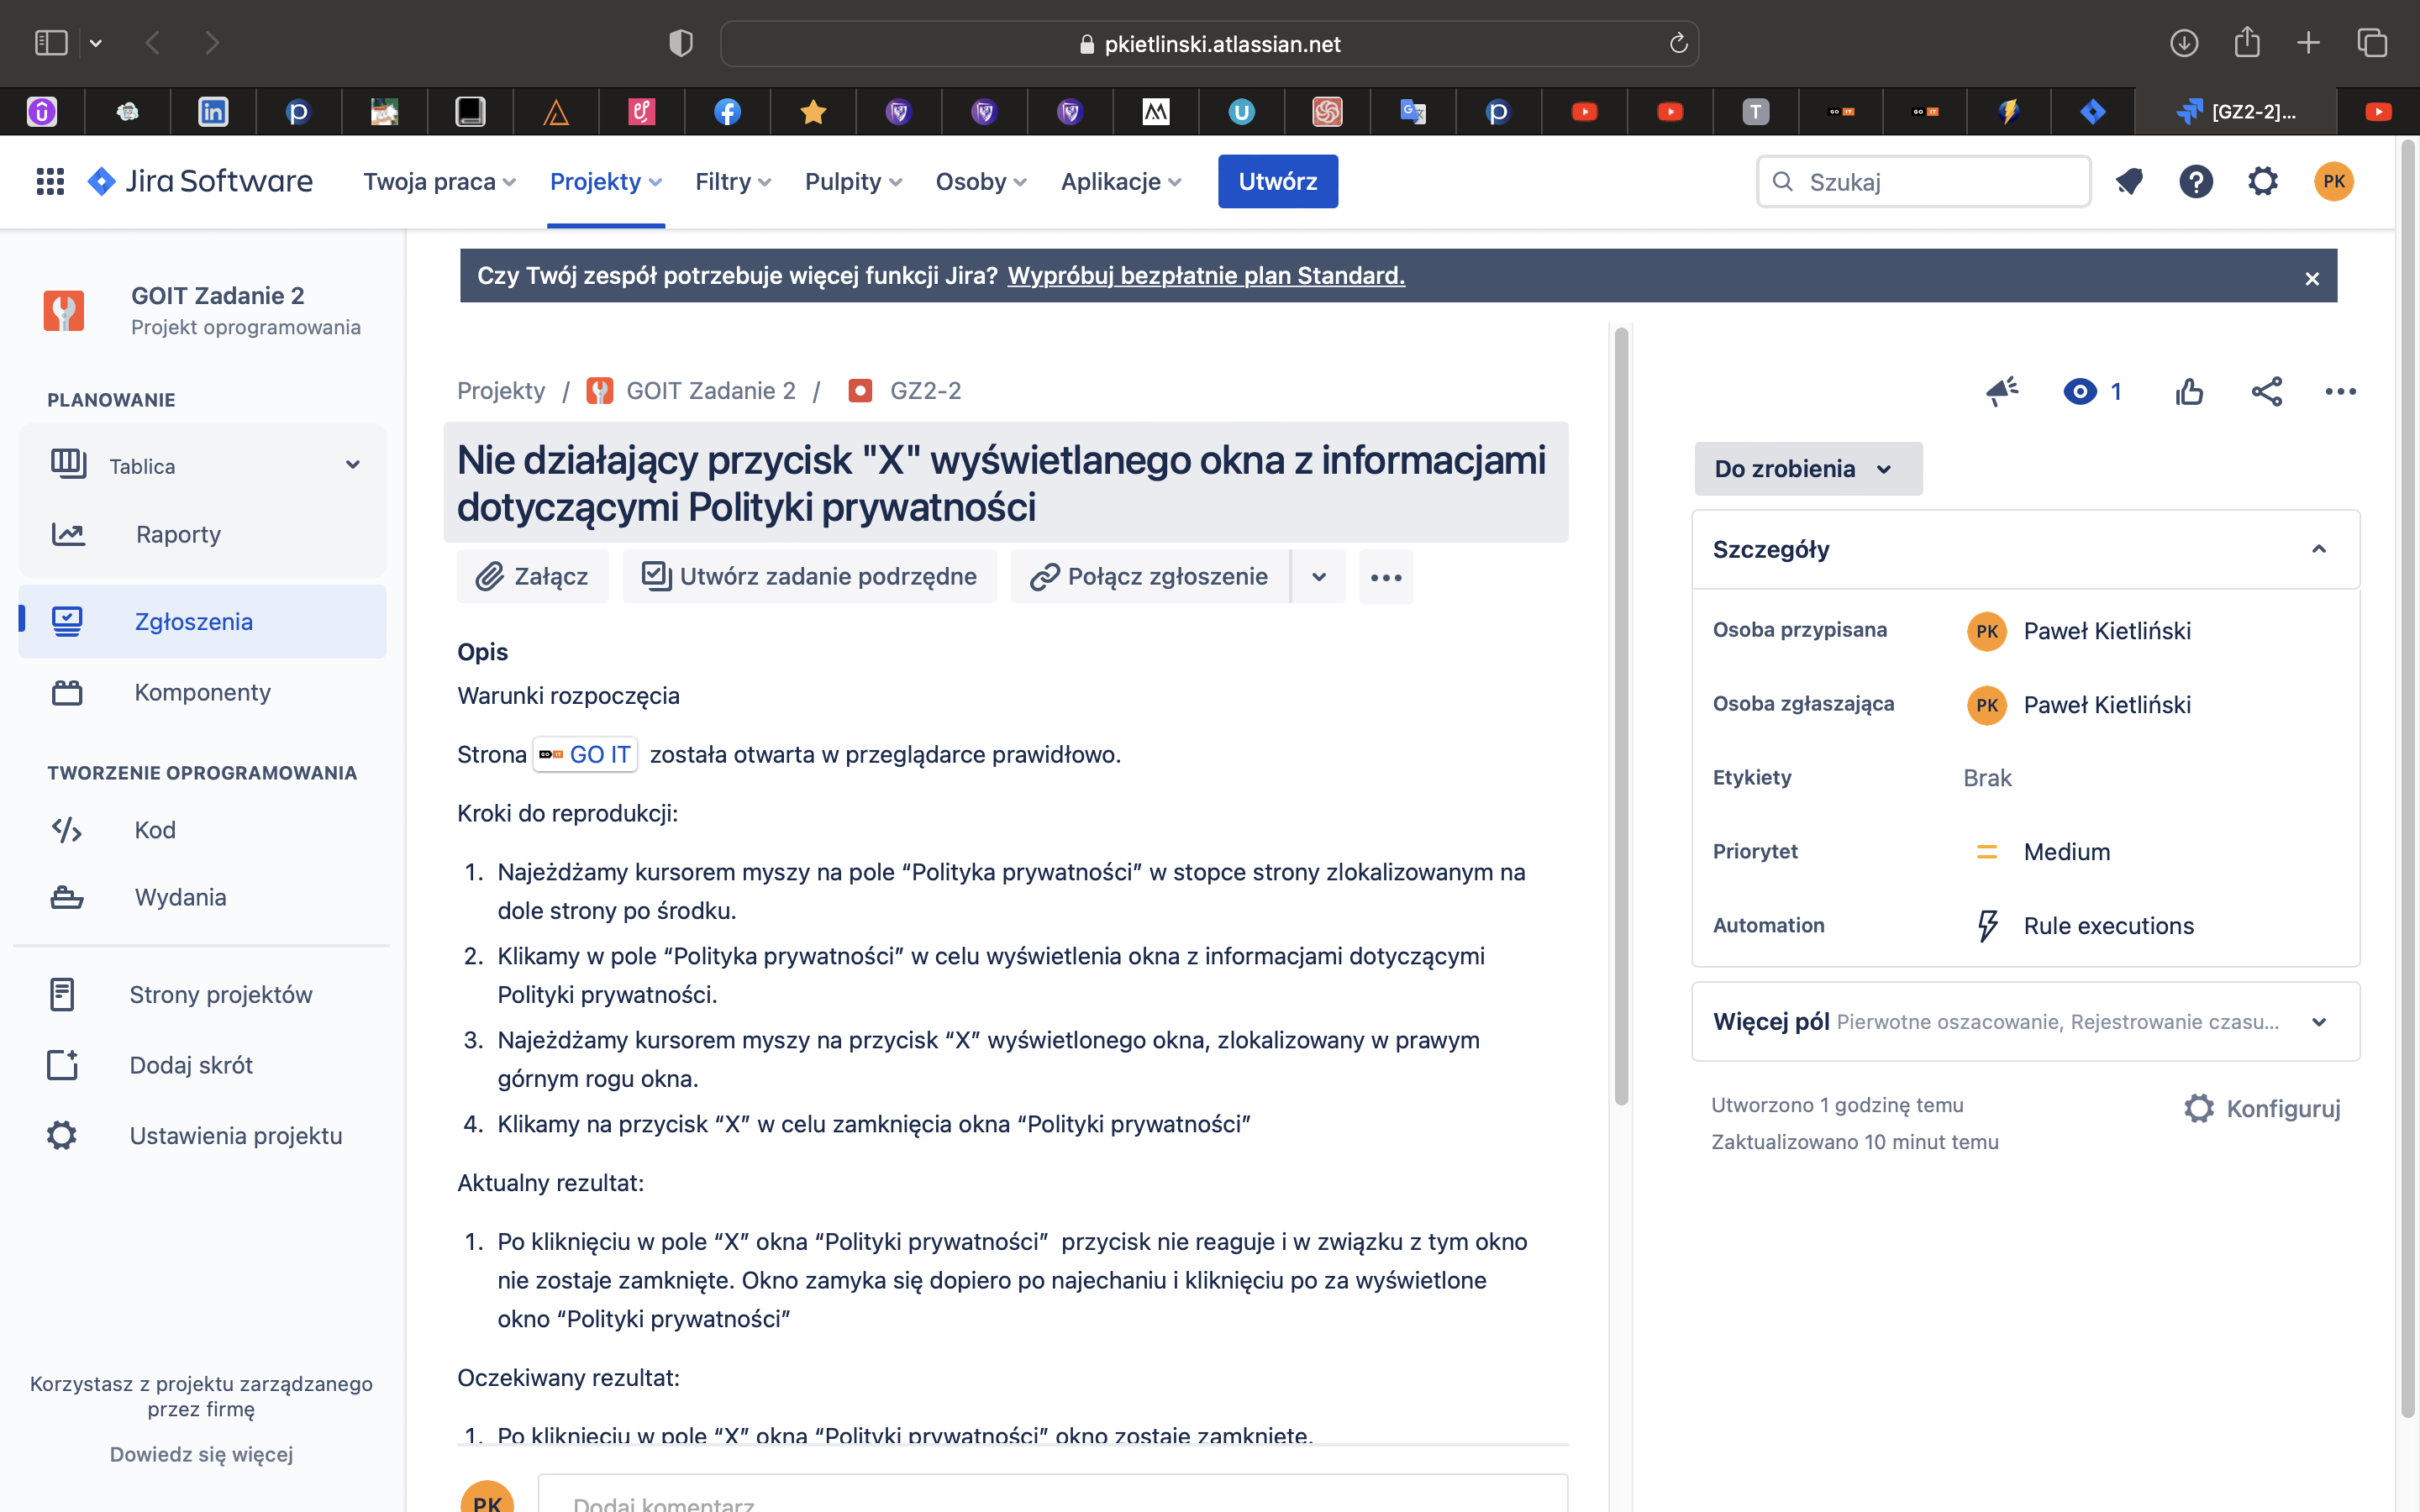 pkietlinski.atlassian.net
[GZ2-2]...
Jira Software
Twoja praca
Projekty
Filtry
Pulpity
Osoby
Aplikacje
Utwórz
Szukaj
PK
GOIT Zadanie 2
Projekt oprogramowania
PLANOWANIE
Tablica
Raporty
Zgłoszenia
Komponenty
TWORZENIE OPROGRAMOWANIA
Kod
Wydania
Strony projektów
Dodaj skrót
Ustawienia projektu
Korzystasz z projektu zarządzanego
przez firmę
Dowiedz się więcej
Czy Twój zespół potrzebuje więcej funkcji Jira? Wypróbuj bezpłatnie plan Standard.
Projekty / GOIT Zadanie 2 / GZ2-2
Nie działający przycisk "X" wyświetlanego okna z informacjami
dotyczącymi Polityki prywatności
Załącz
Utwórz zadanie podrzędne
Połącz zgłoszenie
Opis
Warunki rozpoczęcia
Strona GO IT została otwarta w przeglądarce prawidłowo.
Kroki do reprodukcji:
1. Najeżdżamy kursorem myszy na pole “Polityka prywatności” w stopce strony zlokalizowanym na
dole strony po środku.
2. Klikamy w pole “Polityka prywatności” w celu wyświetlenia okna z informacjami dotyczącymi
Polityki prywatności.
3. Najeżdżamy kursorem myszy na przycisk “X” wyświetlonego okna, zlokalizowany w prawym
górnym rogu okna.
4. Klikamy na przycisk “X” w celu zamknięcia okna “Polityki prywatności”
Aktualny rezultat:
1. Po kliknięciu w pole “X” okna “Polityki prywatności” przycisk nie reaguje i w związku z tym okno
nie zostaje zamknięte. Okno zamyka się dopiero po najechaniu i kliknięciu po za wyświetlone
okno “Polityki prywatności”
Oczekiwany rezultat:
1. Po kliknięciu w pole “X” okna “Polityki prywatności” okno zostaje zamknięte.
PK
Dodaj komentarz
1
Do zrobienia
Szczegóły
Osoba przypisana
PK Paweł Kietliński
Osoba zgłaszająca
PK Paweł Kietliński
Etykiety
Brak
Priorytet
Medium
Automation
Rule executions
Więcej pól Pierwotne oszacowanie, Rejestrowanie czasu...
Utworzono 1 godzinę temu
Zaktualizowano 10 minut temu
Konfiguruj